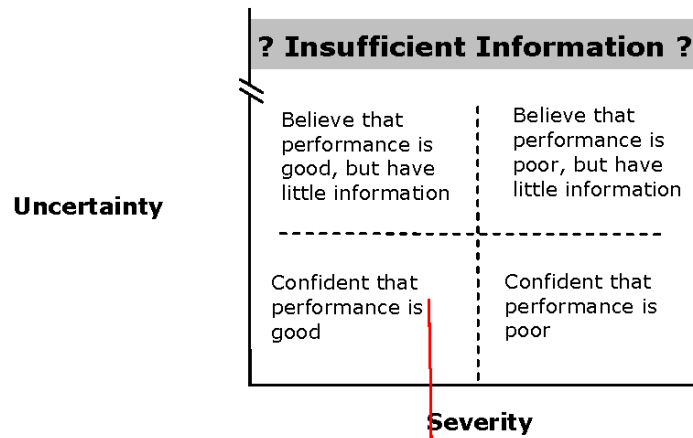 ? Insufficient Information ?
Believe that
performance is
good, but have
little information
Believe that
performance is
poor, but have
little information
Uncertainty
Confident that
performance is
good
Confident that
performance is
poor
Severity